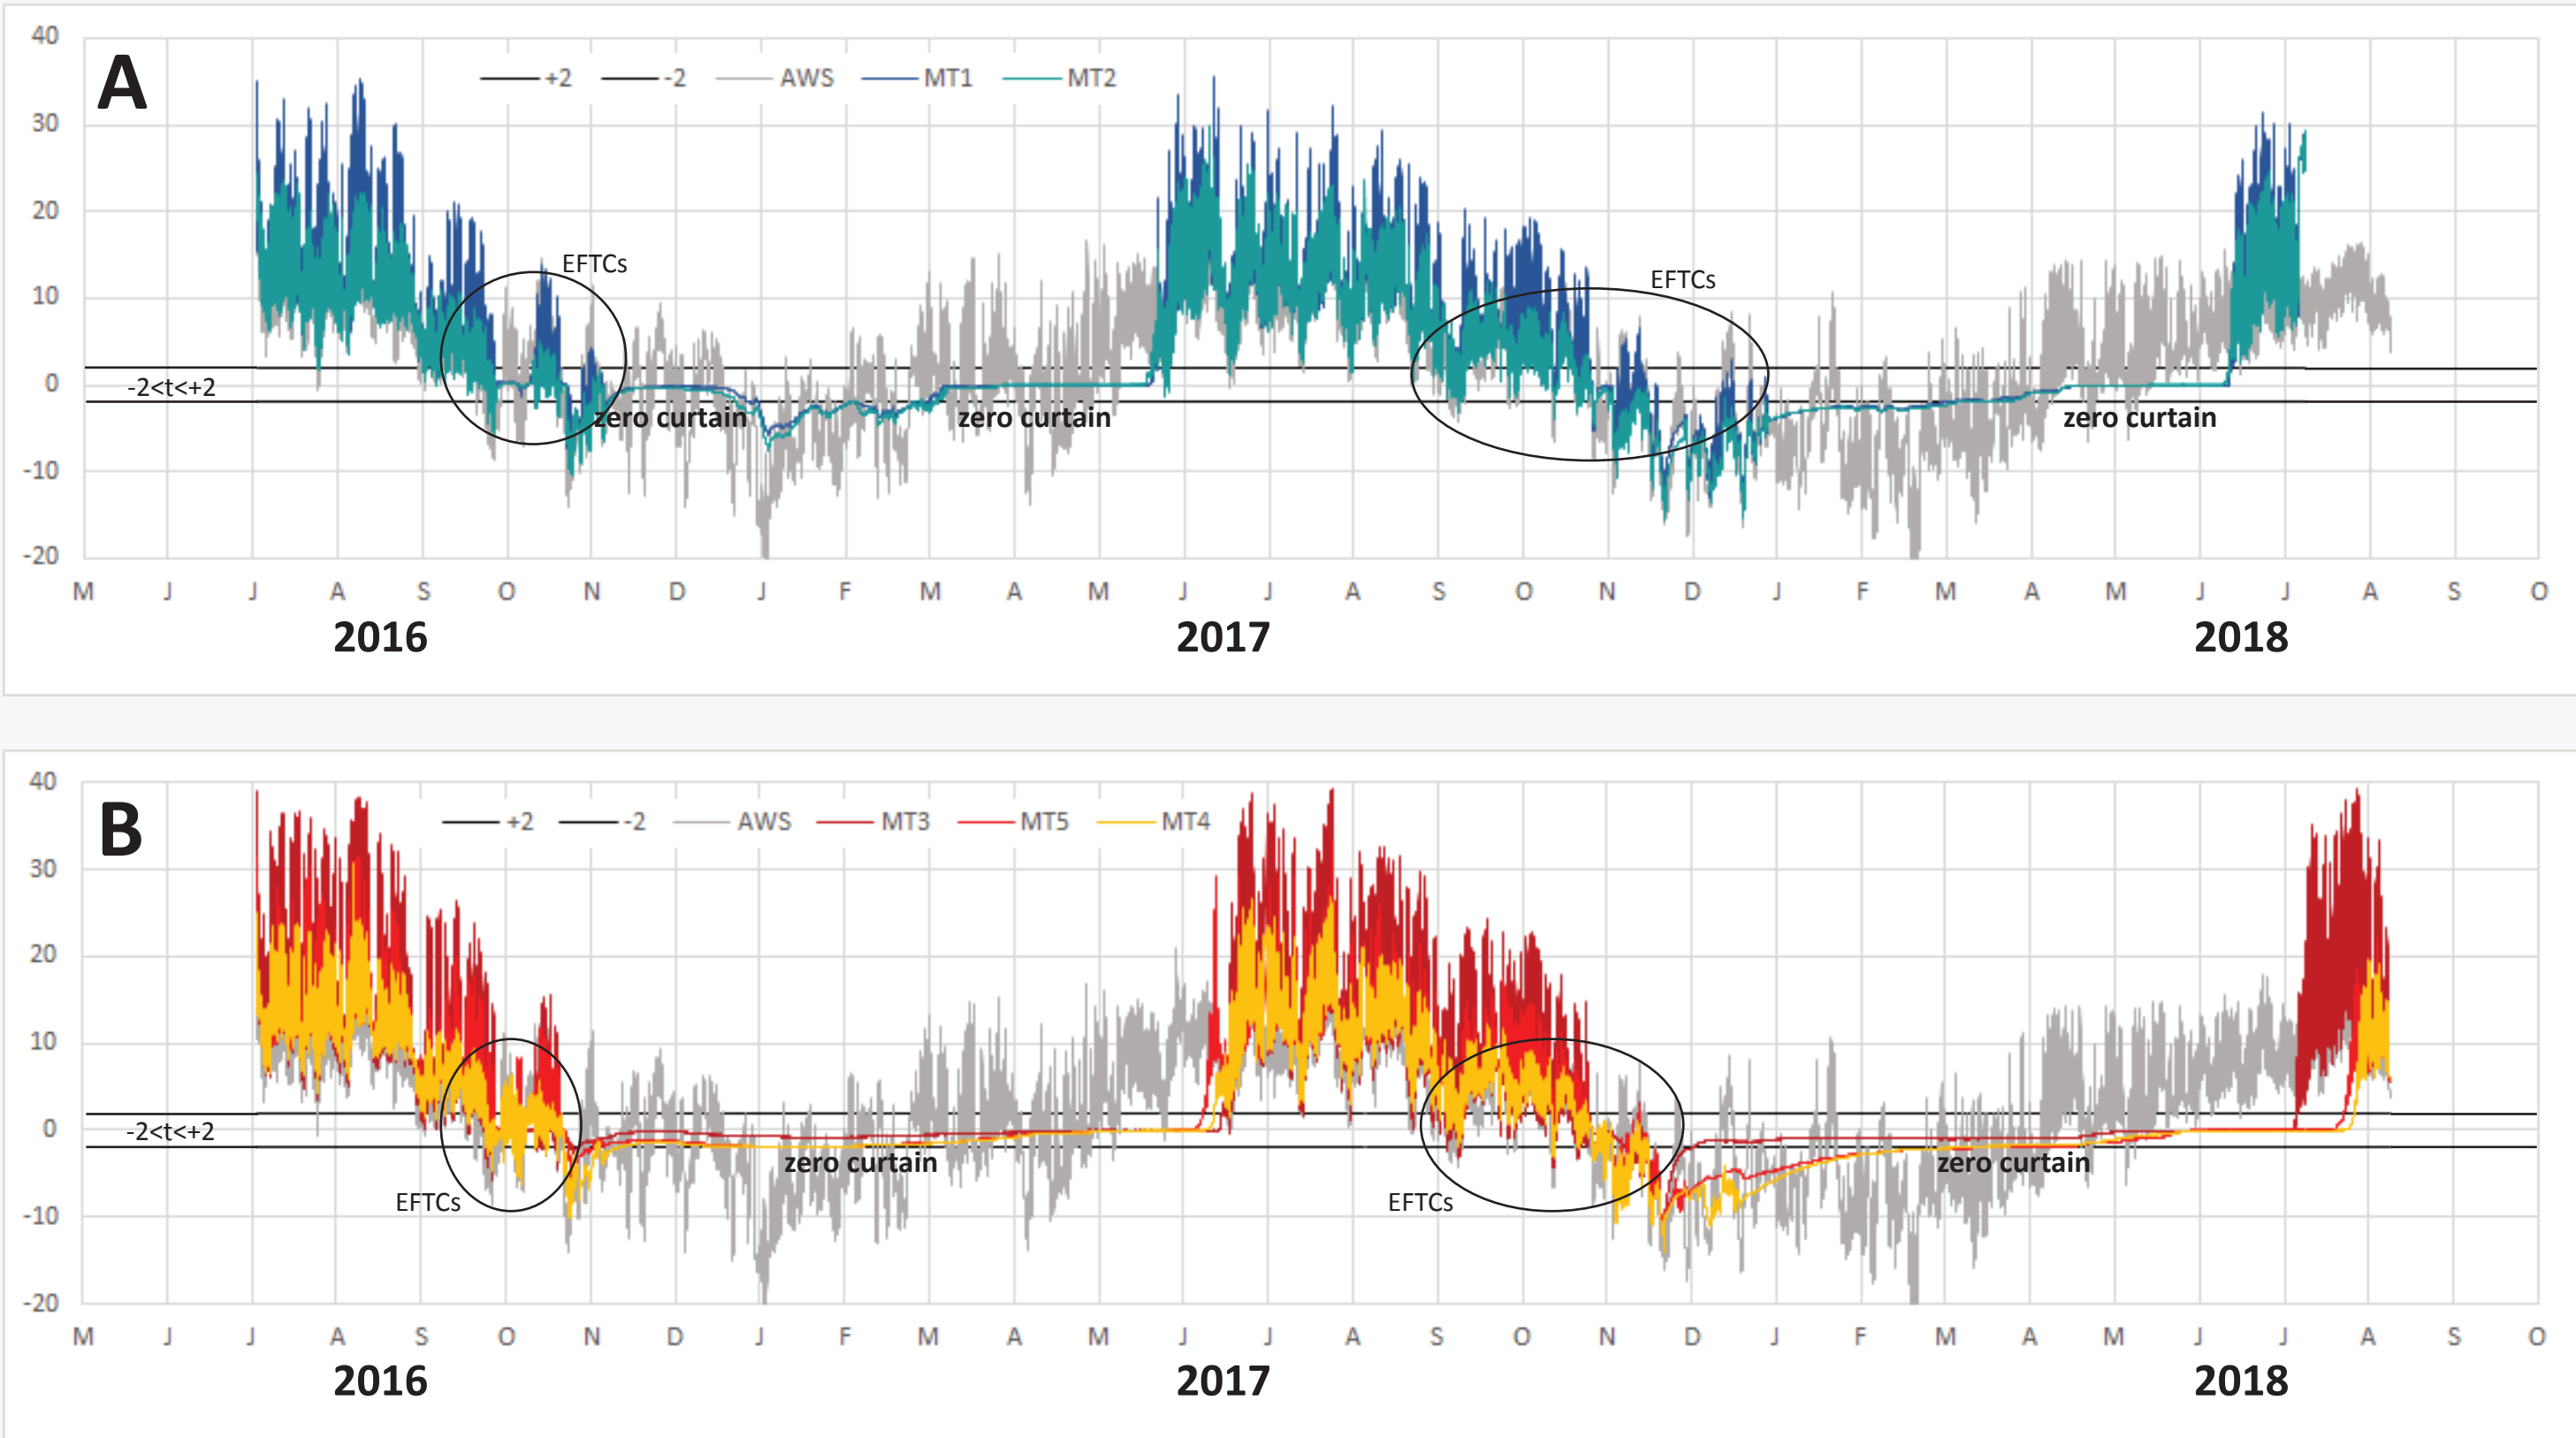 40
A
+2 -2 AWS MT1 MT2
30
20
EFTCs
EFTCs
10
0
-2<t<+2
zero curtain
zero curtain
zero curtain
-10
-20
M J J A S O N D J F M A M J J A S O N D J F M A M J J A S O
2016 2017 2018
40
B
+2 -2 AWS MT3 MT5 MT4
30
20
10
0
-2<t<+2
zero curtain
zero curtain
EFTCs
EFTCs
-10
-20
M J J A S O N D J F M A M J J A S O N D J F M A M J J A S O
2016 2017 2018